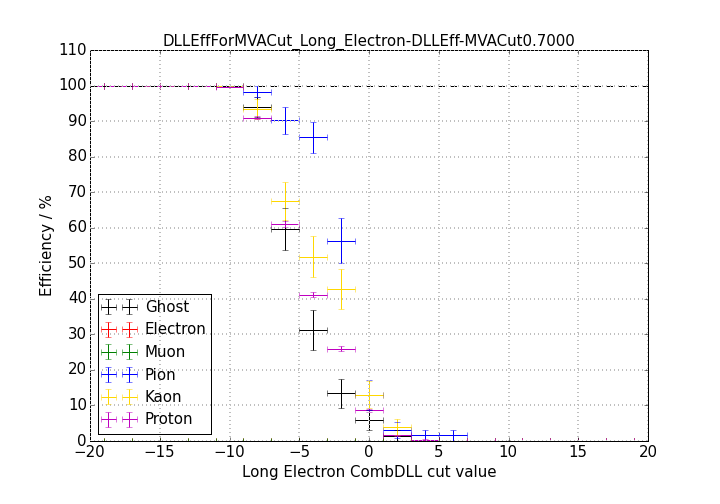 DLLEffForMVACut_Long_Electron-DLLEff-MVACut0.7000
110
100
90
80
70
60
50
40
30
20
10
0
Efficiency / %
Ghost
Electron
Muon
Pion
Kaon
Proton
−20 −15 −10 −5 0 5 10 15 20
Long Electron CombDLL cut value